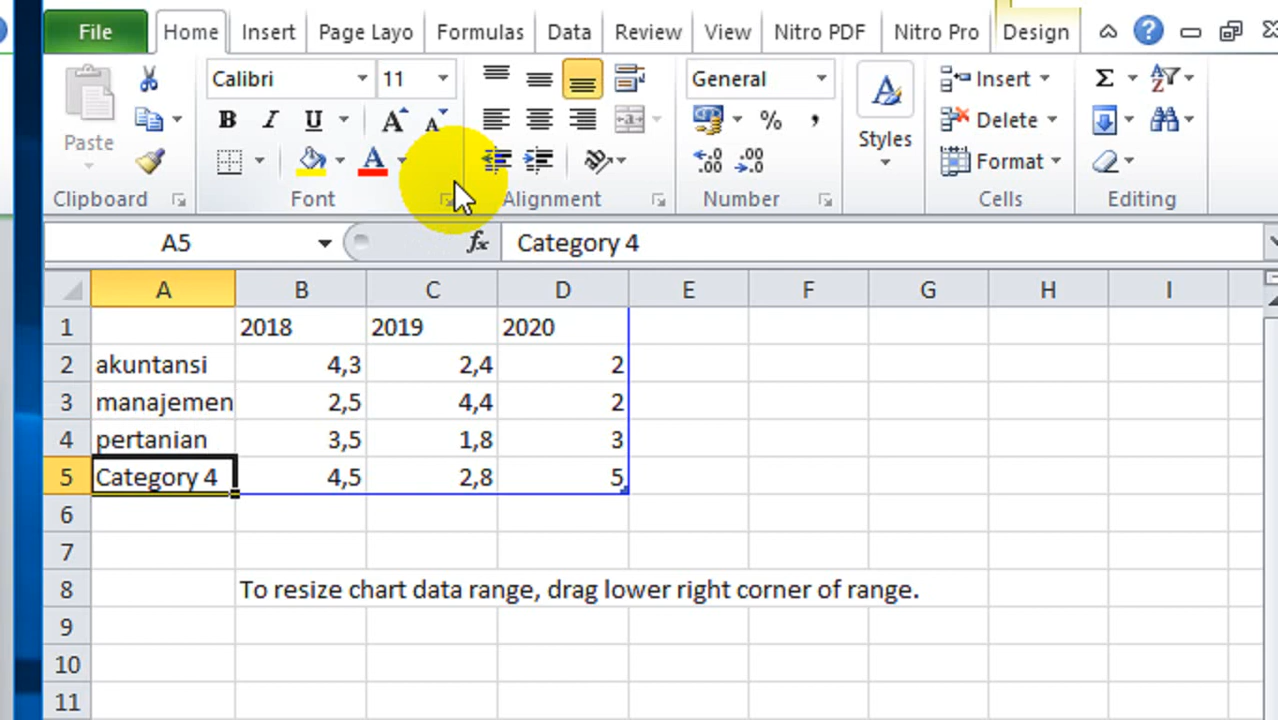 File Home Insert Page Layo Formulas Data Review View Nitro PDF Nitro Pro Design
Calibri 11 General Insert Σ
Paste B I U A A % , Styles Delete
A Format
Clipboard Font Alignment Number Cells Editing
A5 fx Category 4
A B C D E F G H I
1 2018 2019 2020
2 akuntansi 4,3 2,4 2
3 manajemen 2,5 4,4 2
4 pertanian 3,5 1,8 3
5 Category 4 4,5 2,8 5
6
7
8 To resize chart data range, drag lower right corner of range.
9
10
11